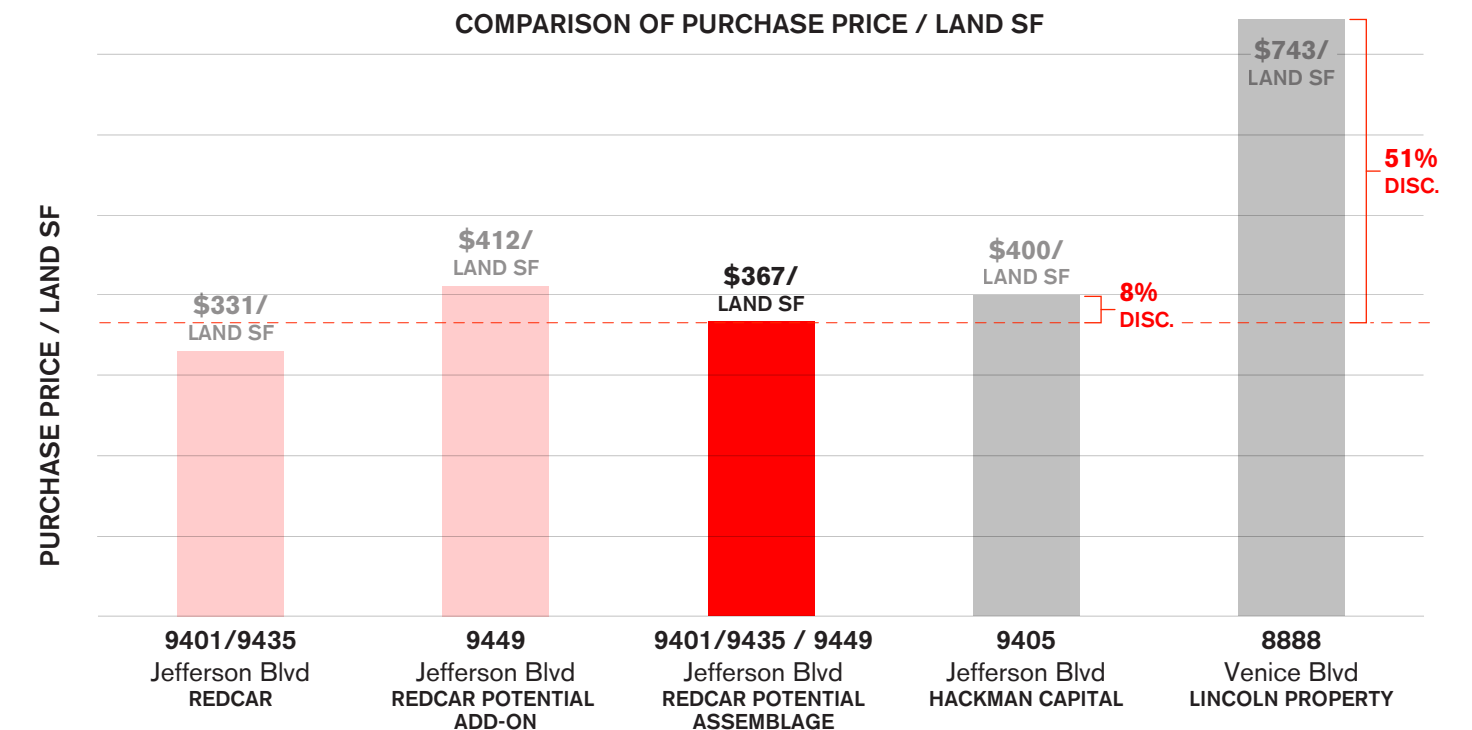 COMPARISON OF PURCHASE PRICE / LAND SF
PURCHASE PRICE / LAND SF
$331/
LAND SF
$412/
LAND SF
$367/
LAND SF
$400/
LAND SF
8%
DISC.
$743/
LAND SF
51%
DISC.
9401/9435
Jefferson Blvd
REDCAR
9449
Jefferson Blvd
REDCAR POTENTIAL
ADD-ON
9401/9435 / 9449
Jefferson Blvd
REDCAR POTENTIAL
ASSEMBLAGE
9405
Jefferson Blvd
HACKMAN CAPITAL
8888
Venice Blvd
LINCOLN PROPERTY